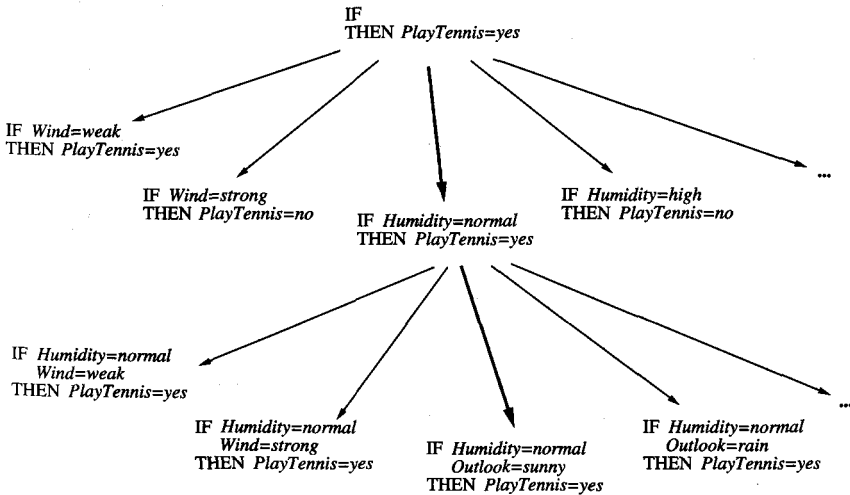 IF
THEN PlayTennis=yes
IF Wind=weak
THEN PlayTennis=yes
IF Wind=strong
THEN PlayTennis=no
IF Humidity=normal
THEN PlayTennis=yes
IF Humidity=high
THEN PlayTennis=no
...
IF Humidity=normal
Wind=weak
THEN PlayTennis=yes
IF Humidity=normal
Wind=strong
THEN PlayTennis=yes
IF Humidity=normal
Outlook=sunny
THEN PlayTennis=yes
IF Humidity=normal
Outlook=rain
THEN PlayTennis=yes
...